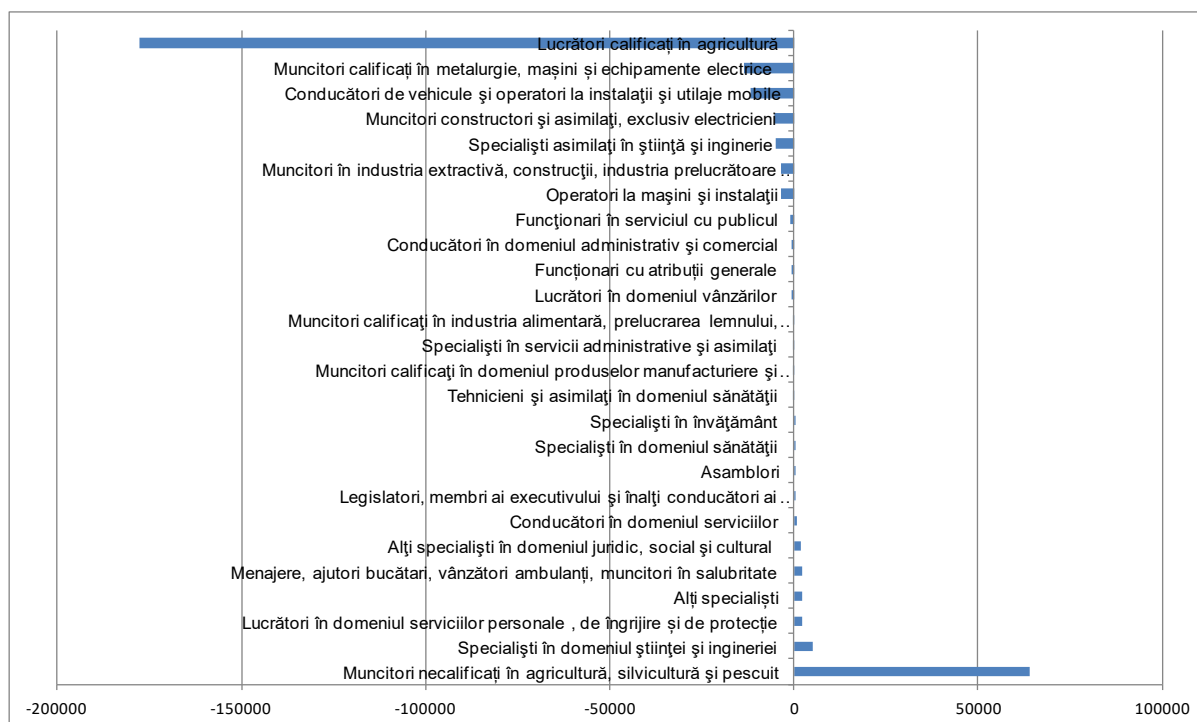 Lucrători calificați în agricultură
Muncitori calificați în metalurgie, mașini și echipamente electrice
Conducători de vehicule şi operatori la instalaţii şi utilaje mobile
Muncitori constructori şi asimilaţi, exclusiv electricieni
Specialişti asimilaţi în ştiinţă şi inginerie
Muncitori în industria extractivă, construcţii, industria prelucrătoare ..
Operatori la maşini şi instalaţii
Funcţionari în serviciul cu publicul
Conducători în domeniul administrativ şi comercial
Funcționari cu atribuții generale
Lucrători în domeniul vânzărilor
Muncitori calificaţi în industria alimentară, prelucrarea lemnului,..
Specialişti în servicii administrative şi asimilaţi
Muncitori calificaţi în domeniul produselor manufacturiere şi ..
Tehnicieni şi asimilaţi în domeniul sănătăţii
Specialişti în învăţământ
Specialişti în domeniul sănătăţii
Asamblori
Legislatori, membri ai executivului şi înalţi conducători ai ..
Conducători în domeniul serviciilor
Alţi specialişti în domeniul juridic, social şi cultural
Menajere, ajutori bucătari, vânzători ambulanți, muncitori în salubritate
Alți specialiști
Lucrători în domeniul serviciilor personale , de îngrijire și de protecție
Specialişti în domeniul ştiinţei şi ingineriei
Muncitori necalificaţi în agricultură, silvicultură şi pescuit
-200000 -150000 -100000 -50000 0 50000 100000